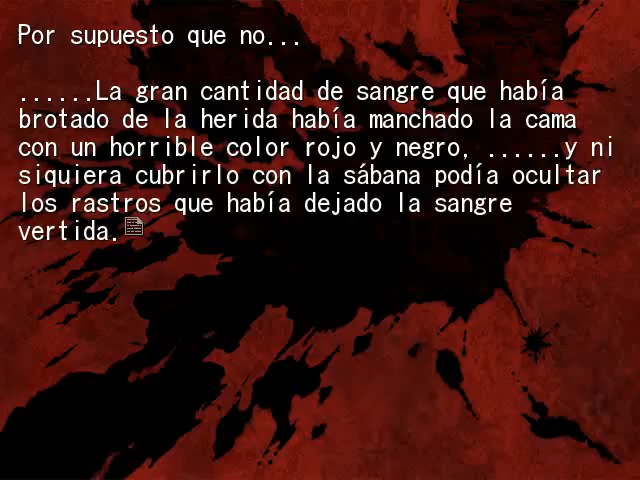 Por supuesto que no...
......La gran cantidad de sangre que había
brotado de la herida había manchado la cama
con un horrible color rojo y negro, ......y ni
siquiera cubrirlo con la sábana podía ocultar
los rastros que había dejado la sangre
vertida.